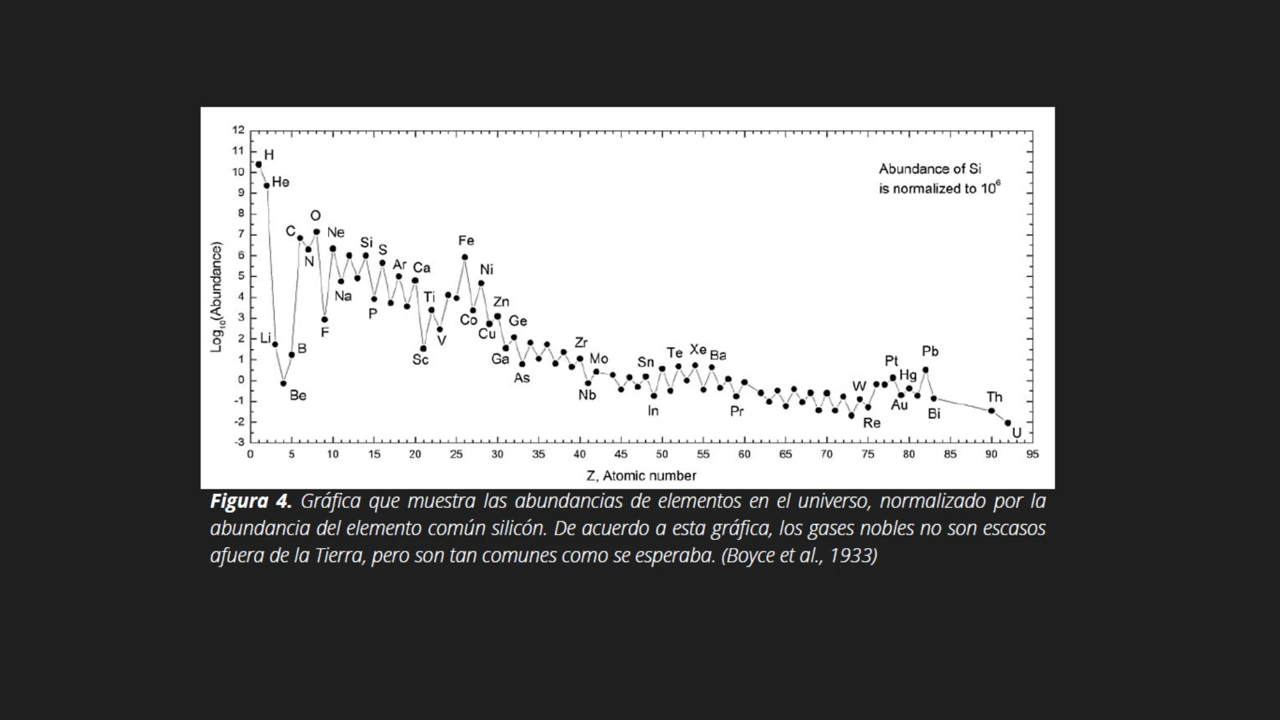 12
11
10
9
8
7
6
5
4
3
2
1
0
-1
-2
-3
Log10(Abundance)
H
He
Li
Be
B
C
N
O
F
Ne
Na
Si
P
S
Ar
Ca
Sc
Ti
V
Fe
Co
Ni
Cu
Zn
Ga
Ge
As
Zr
Nb
Mo
Sn
In
Te
Xe
Ba
Pr
W
Re
Pt
Au
Hg
Pb
Bi
Th
U
Abundance of Si
is normalized to 10^6
0 5 10 15 20 25 30 35 40 45 50 55 60 65 70 75 80 85 90 95
Z, Atomic number
Figura 4. Gráfica que muestra las abundancias de elementos en el universo, normalizado por la
abundancia del elemento común silicón. De acuerdo a esta gráfica, los gases nobles no son escasos
afuera de la Tierra, pero son tan comunes como se esperaba. (Boyce et al., 1933)